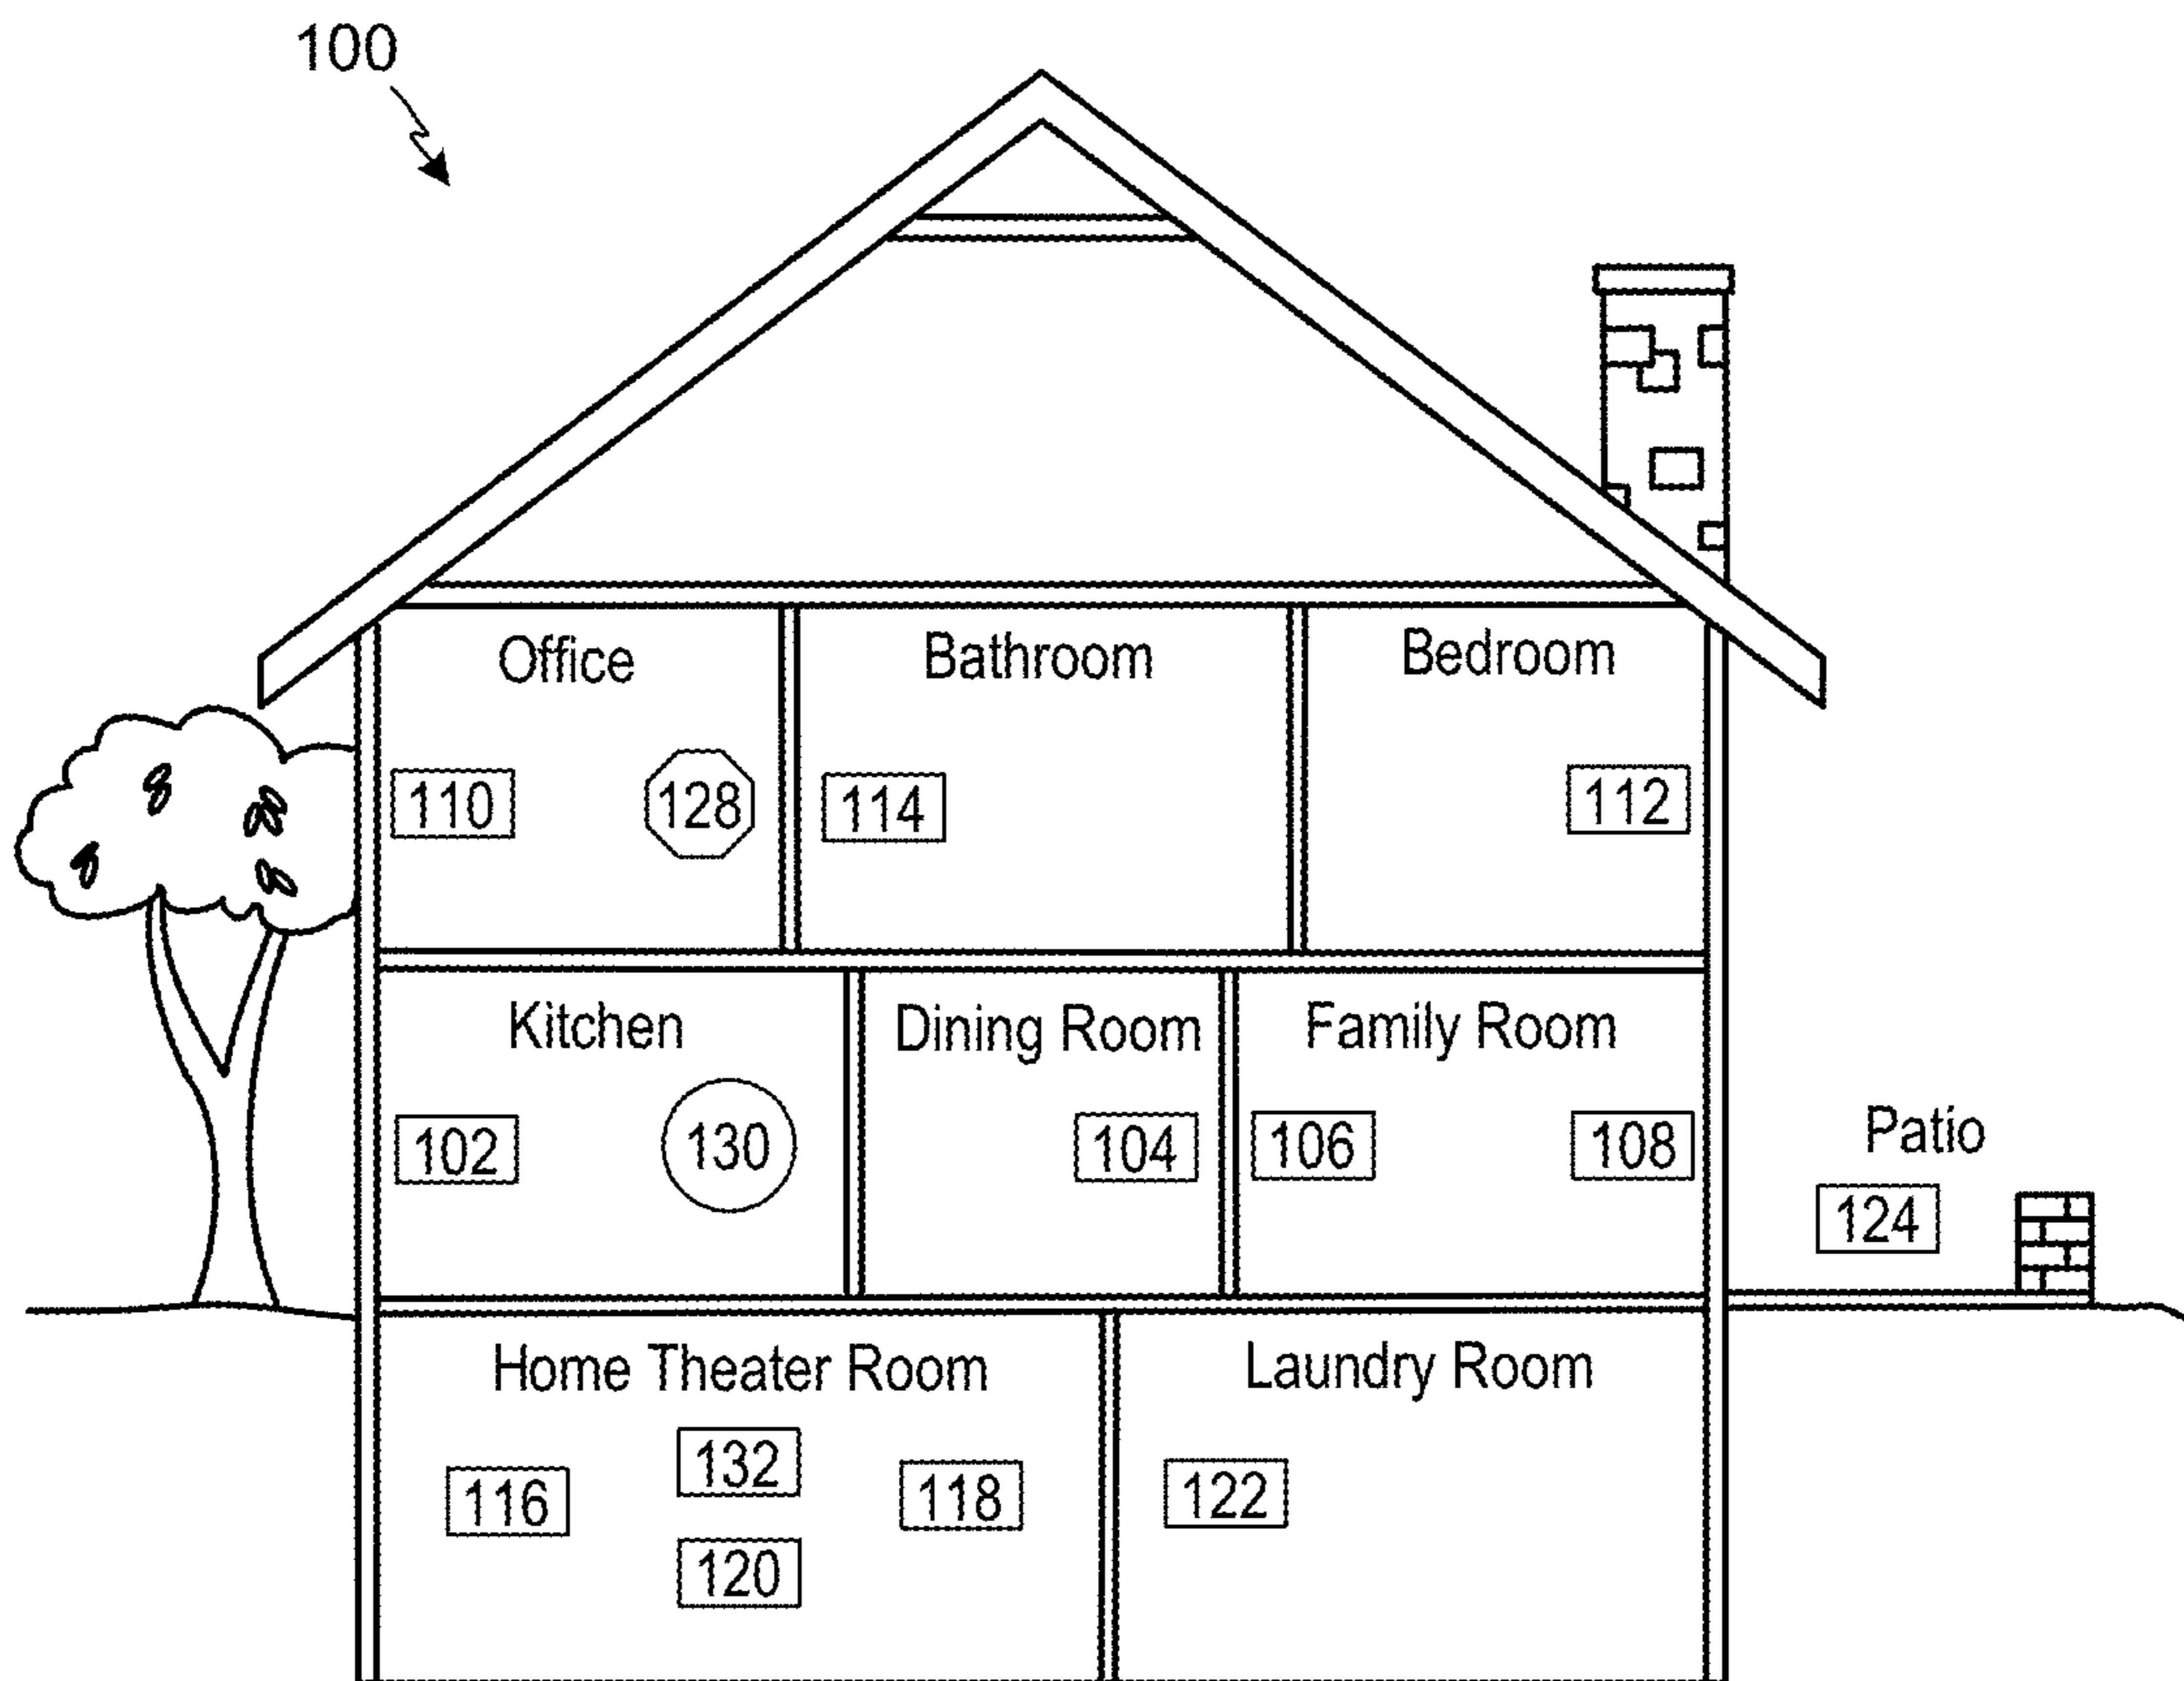 100
Office
Bathroom
Bedroom
110
128
114
112
Kitchen
Dining Room
Family Room
102
130
104
106
108
Patio
124
Home Theater Room
Laundry Room
116
132
118
120
122